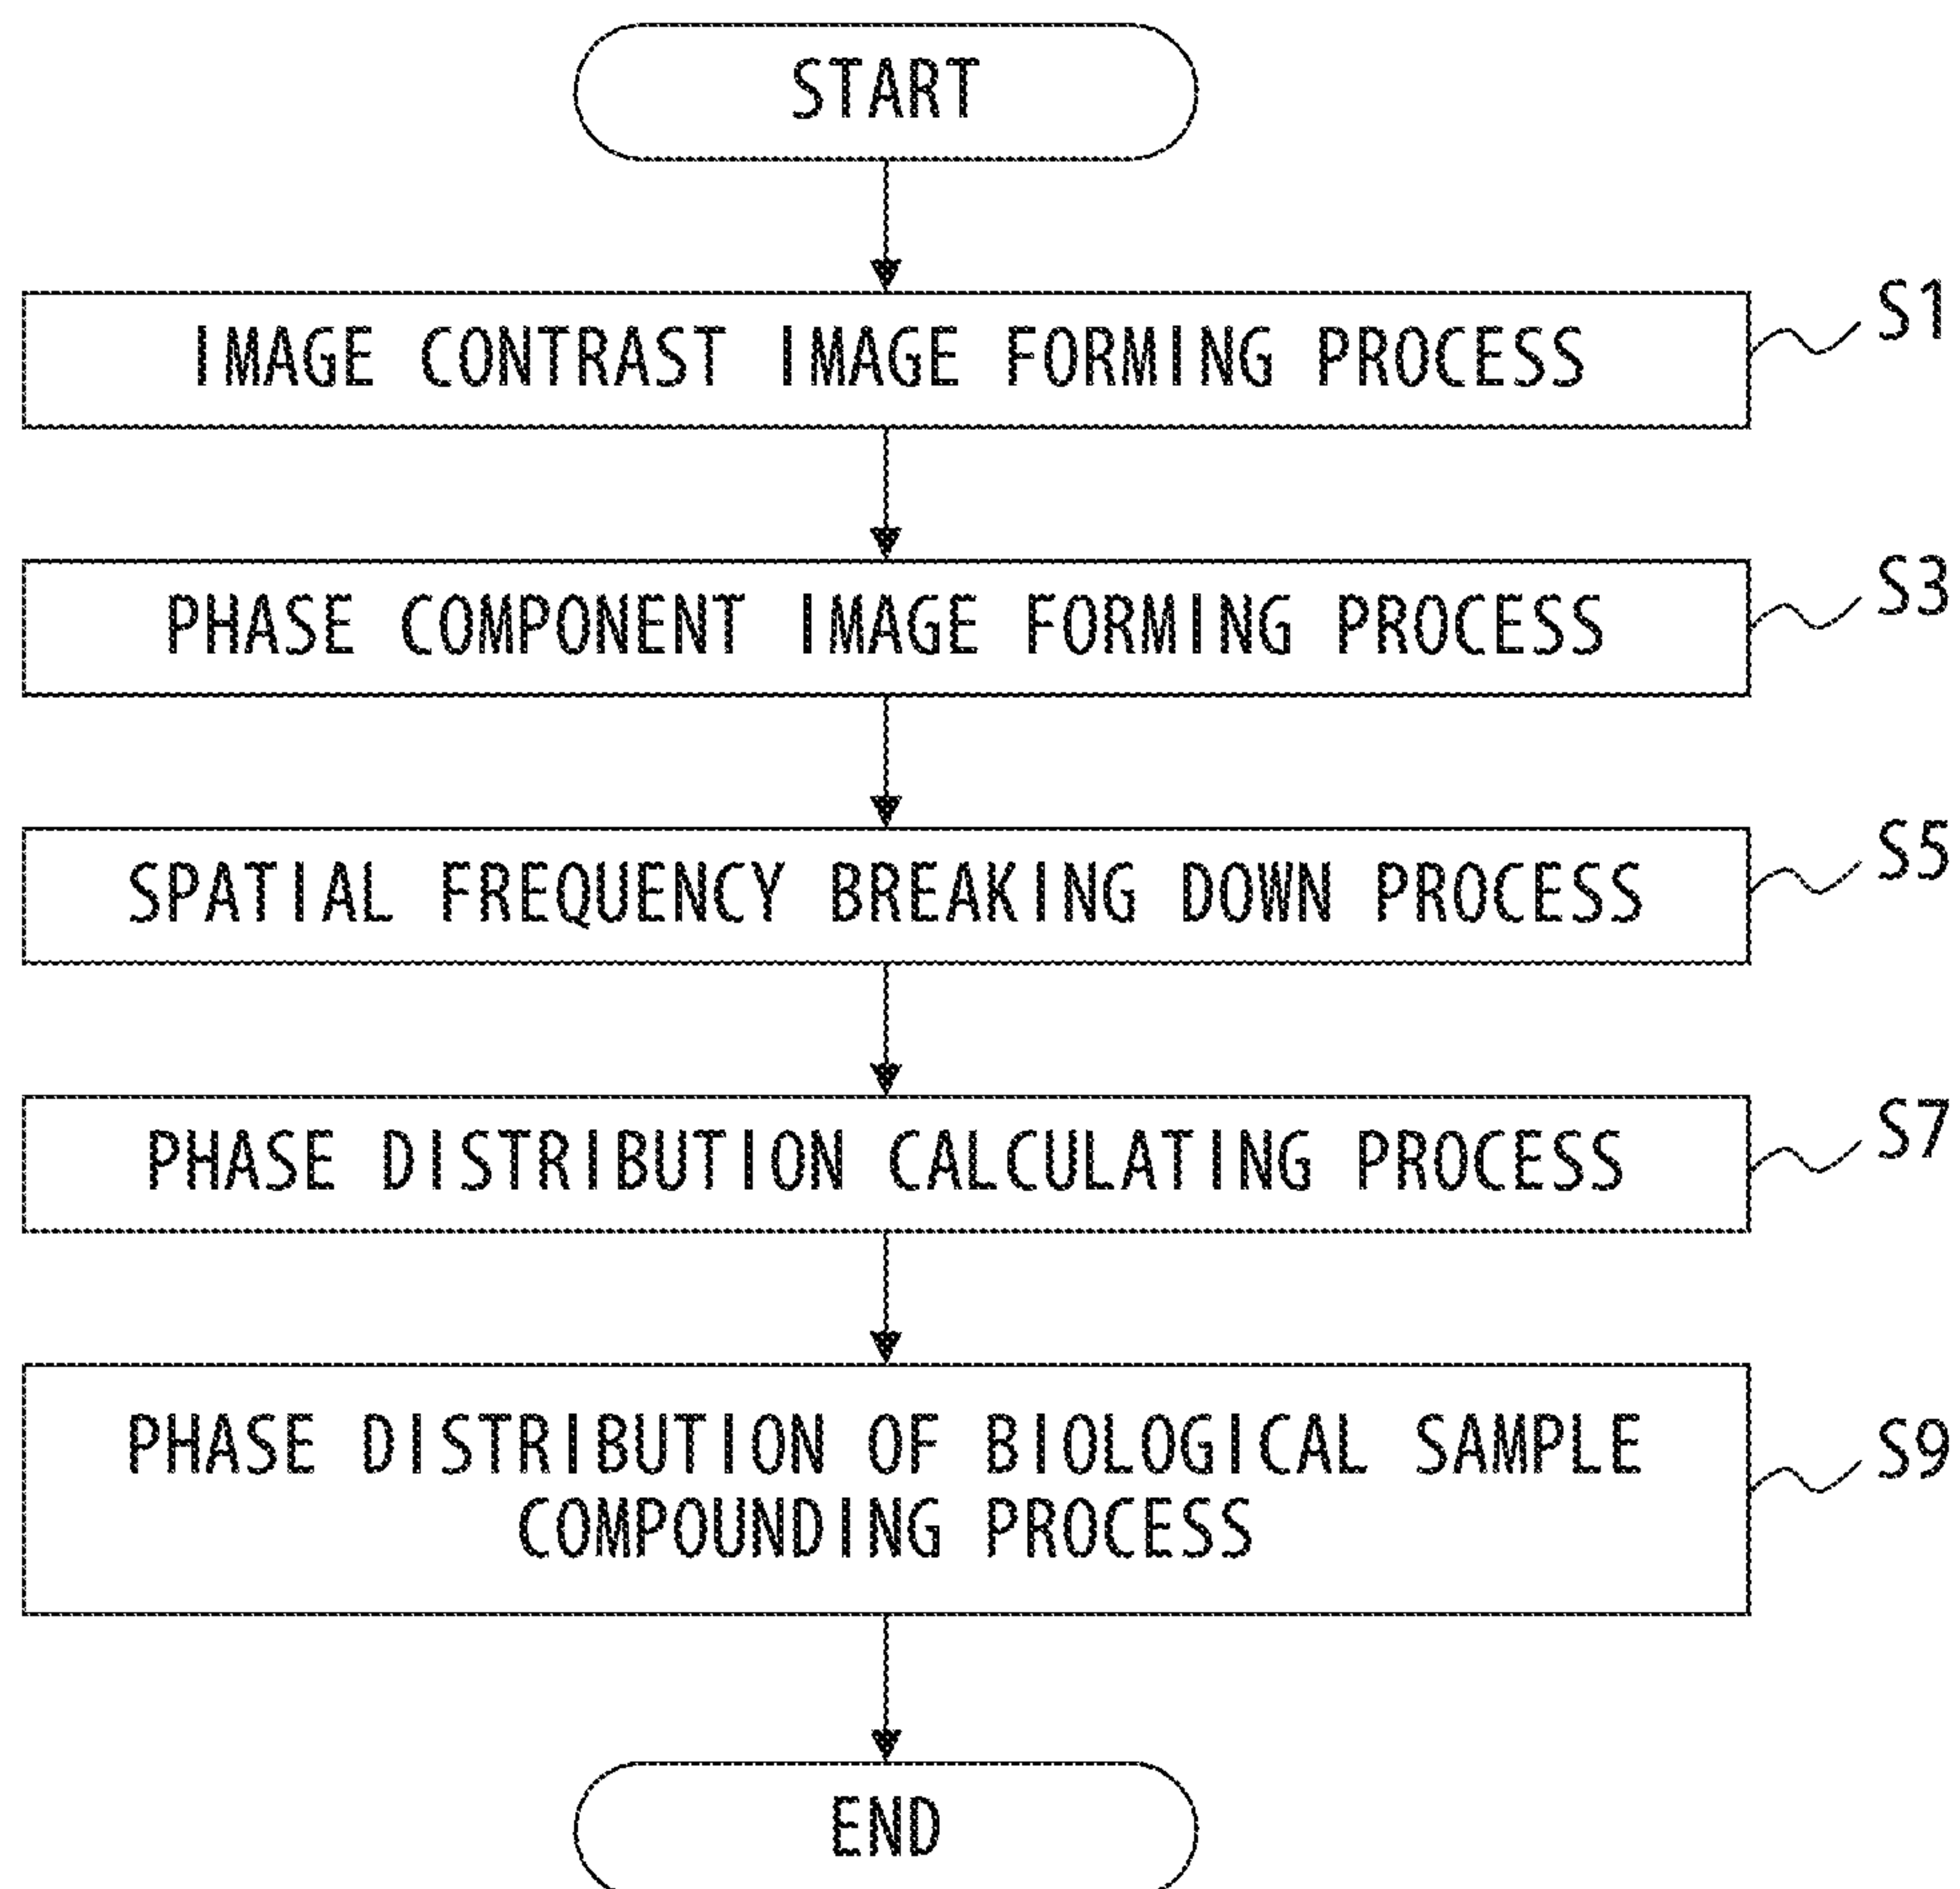 START
IMAGE CONTRAST IMAGE FORMING PROCESS
S1
PHASE COMPONENT IMAGE FORMING PROCESS
S3
SPATIAL FREQUENCY BREAKING DOWN PROCESS
S5
PHASE DISTRIBUTION CALCULATING PROCESS
S7
PHASE DISTRIBUTION OF BIOLOGICAL SAMPLE
COMPOUNDING PROCESS
S9
END